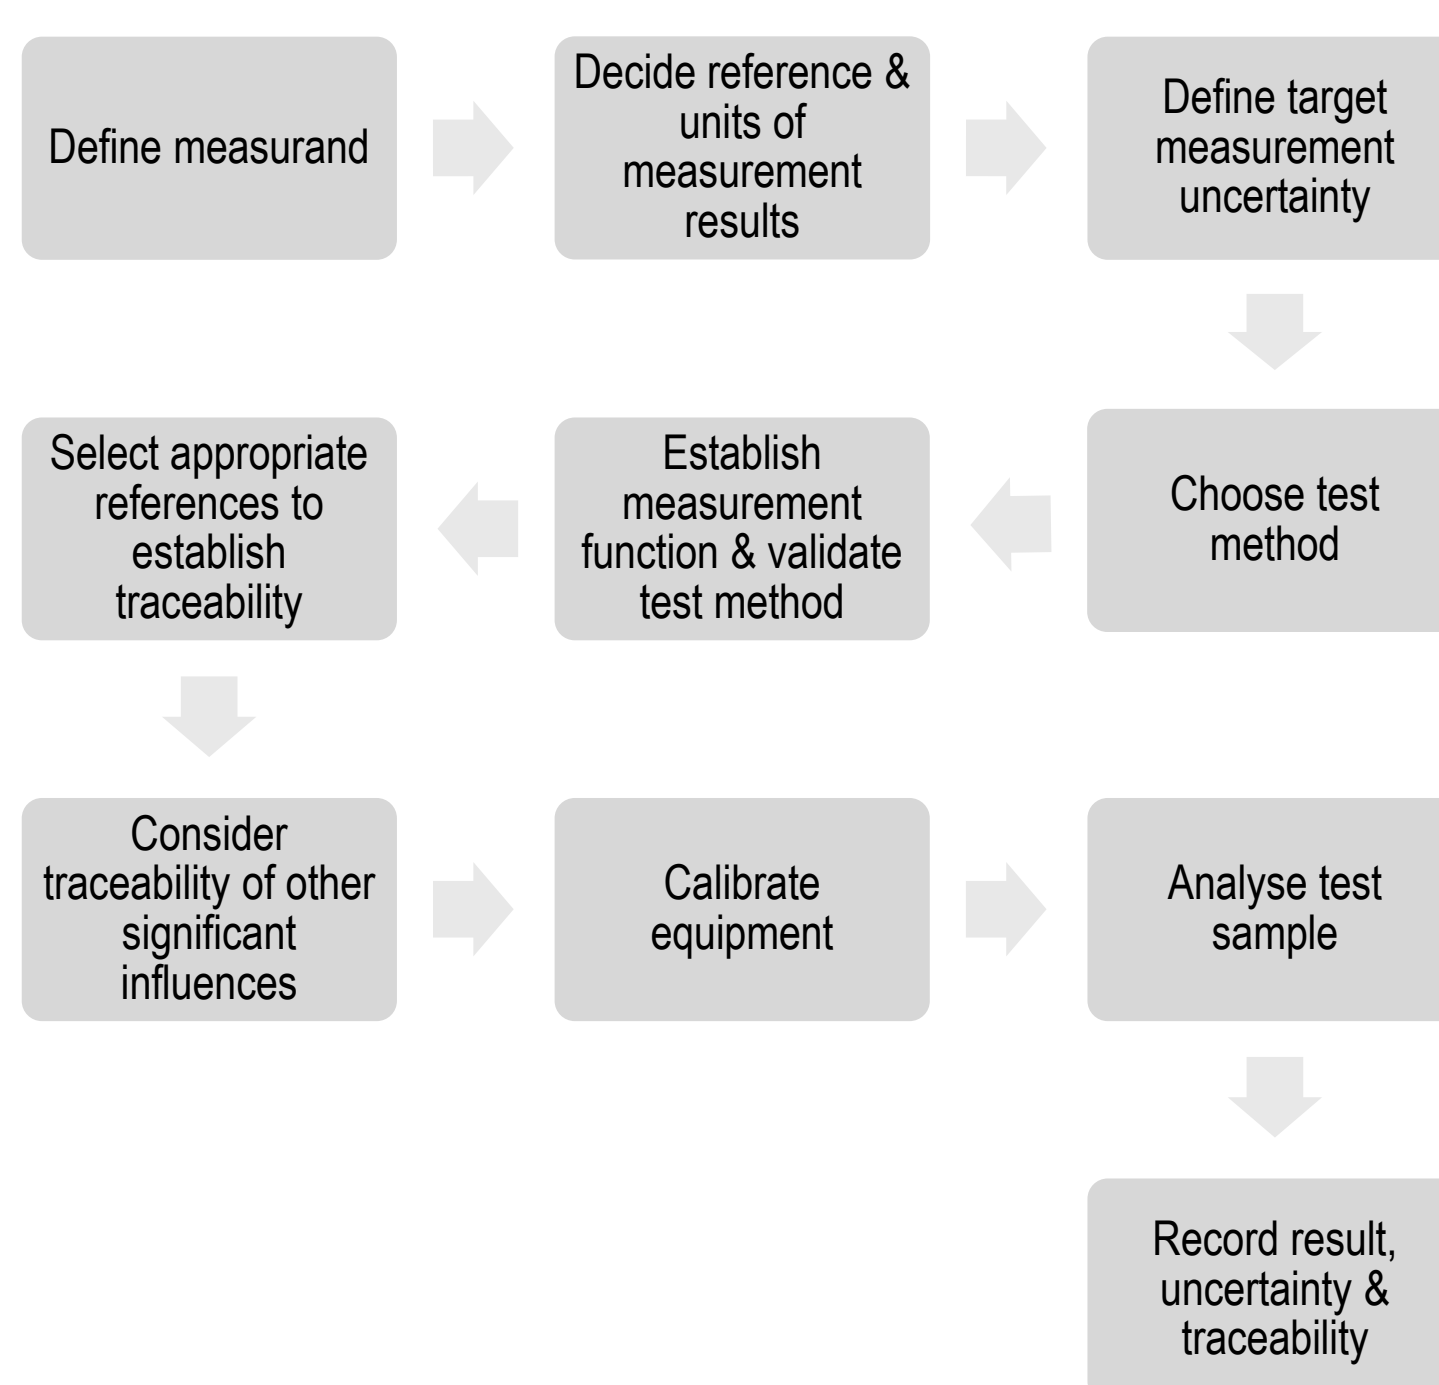 Define measurand
Decide reference &
units of
measurement
results
Define target
measurement
uncertainty
Choose test
method
Establish
measurement
function & validate
test method
Select appropriate
references to
establish
traceability
Consider
traceability of other
significant
influences
Calibrate
equipment
Analyse test
sample
Record result,
uncertainty &
traceability